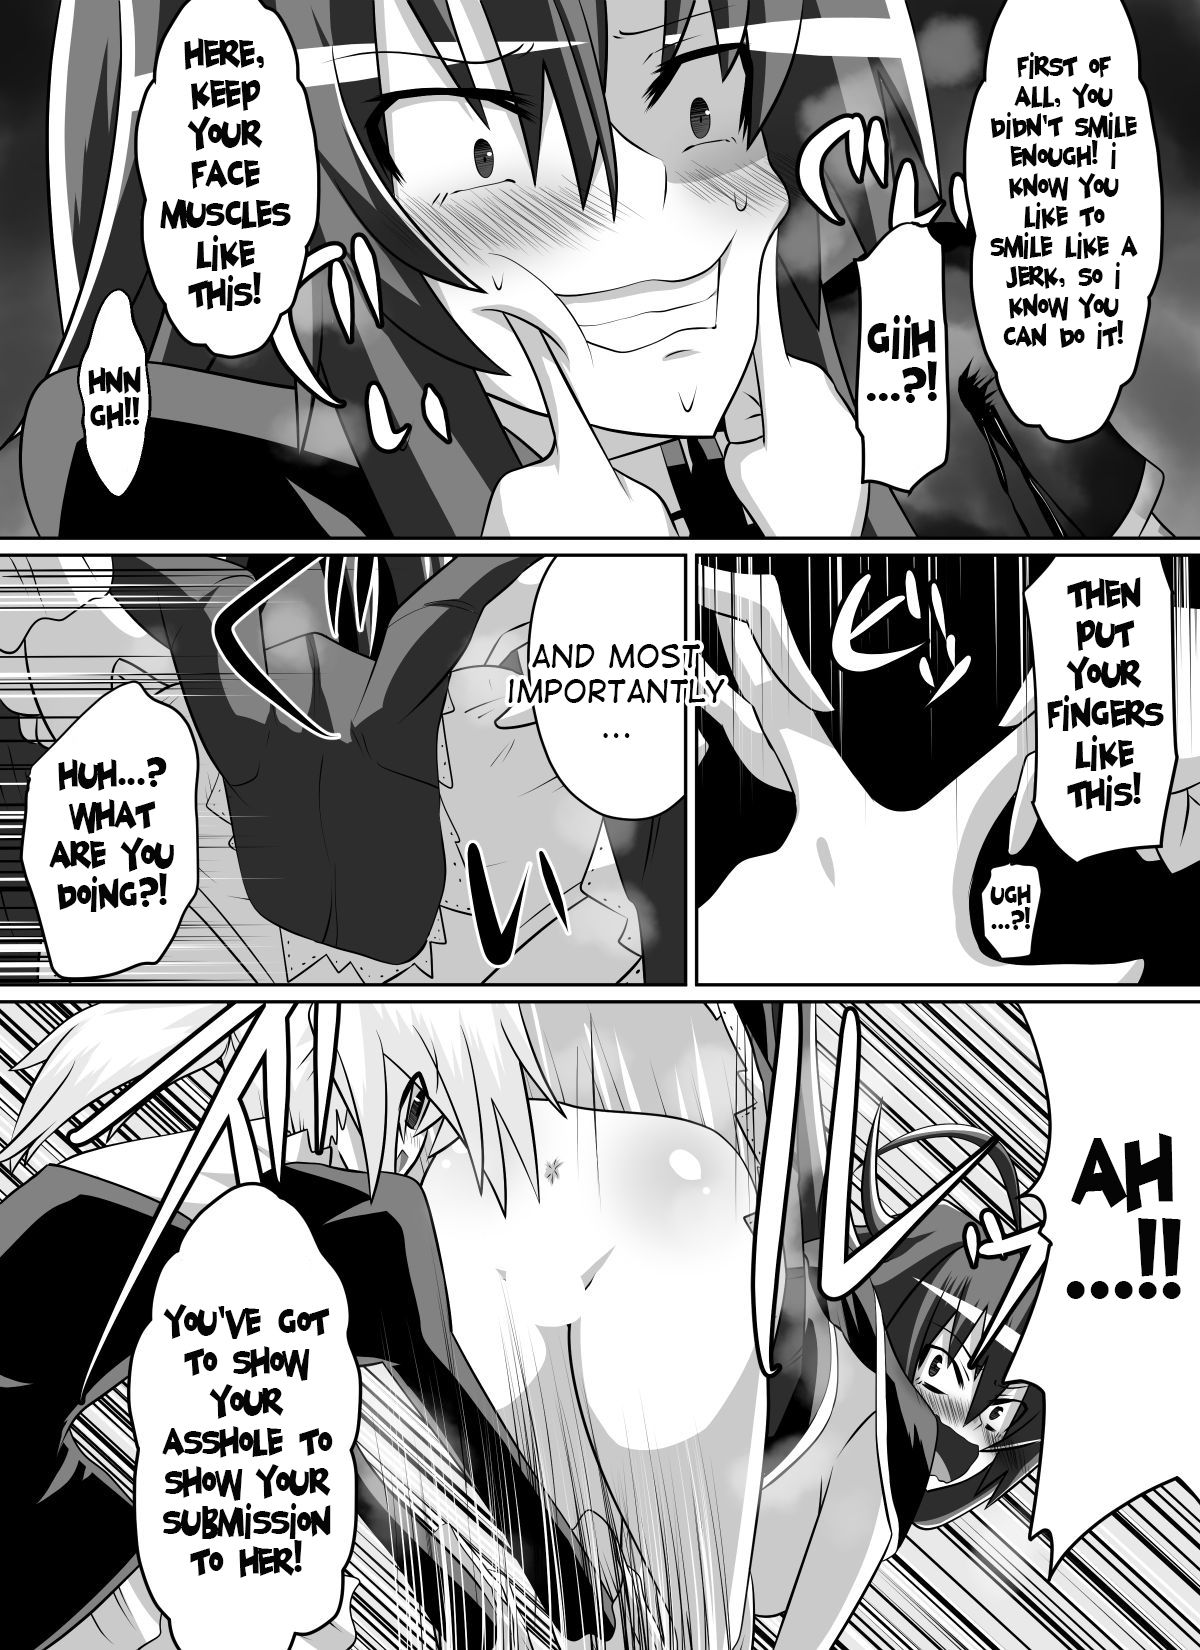 FIRST OF
ALL, YOU
DIDN'T SMILE
ENOUGH! I
KNOW YOU
LIKE TO
SMILE LIKE A
JERK, SO I
KNOW YOU
CAN DO IT!
GIIH
...?!
HERE,
KEEP
YOUR
FACE
MUSCLES
LIKE
THIS!
HNN
GH!!
THEN
PUT
YOUR
FINGERS
LIKE
THIS!
ビッ
UGH
...?!
AND MOST
IMPORTANTLY
...
HUH...?
WHAT
ARE YOU
DOING?!
AH
.....!!
YOU'VE GOT
TO SHOW
YOUR
ASSHOLE TO
SHOW YOUR
SUBMISSION
TO HER!